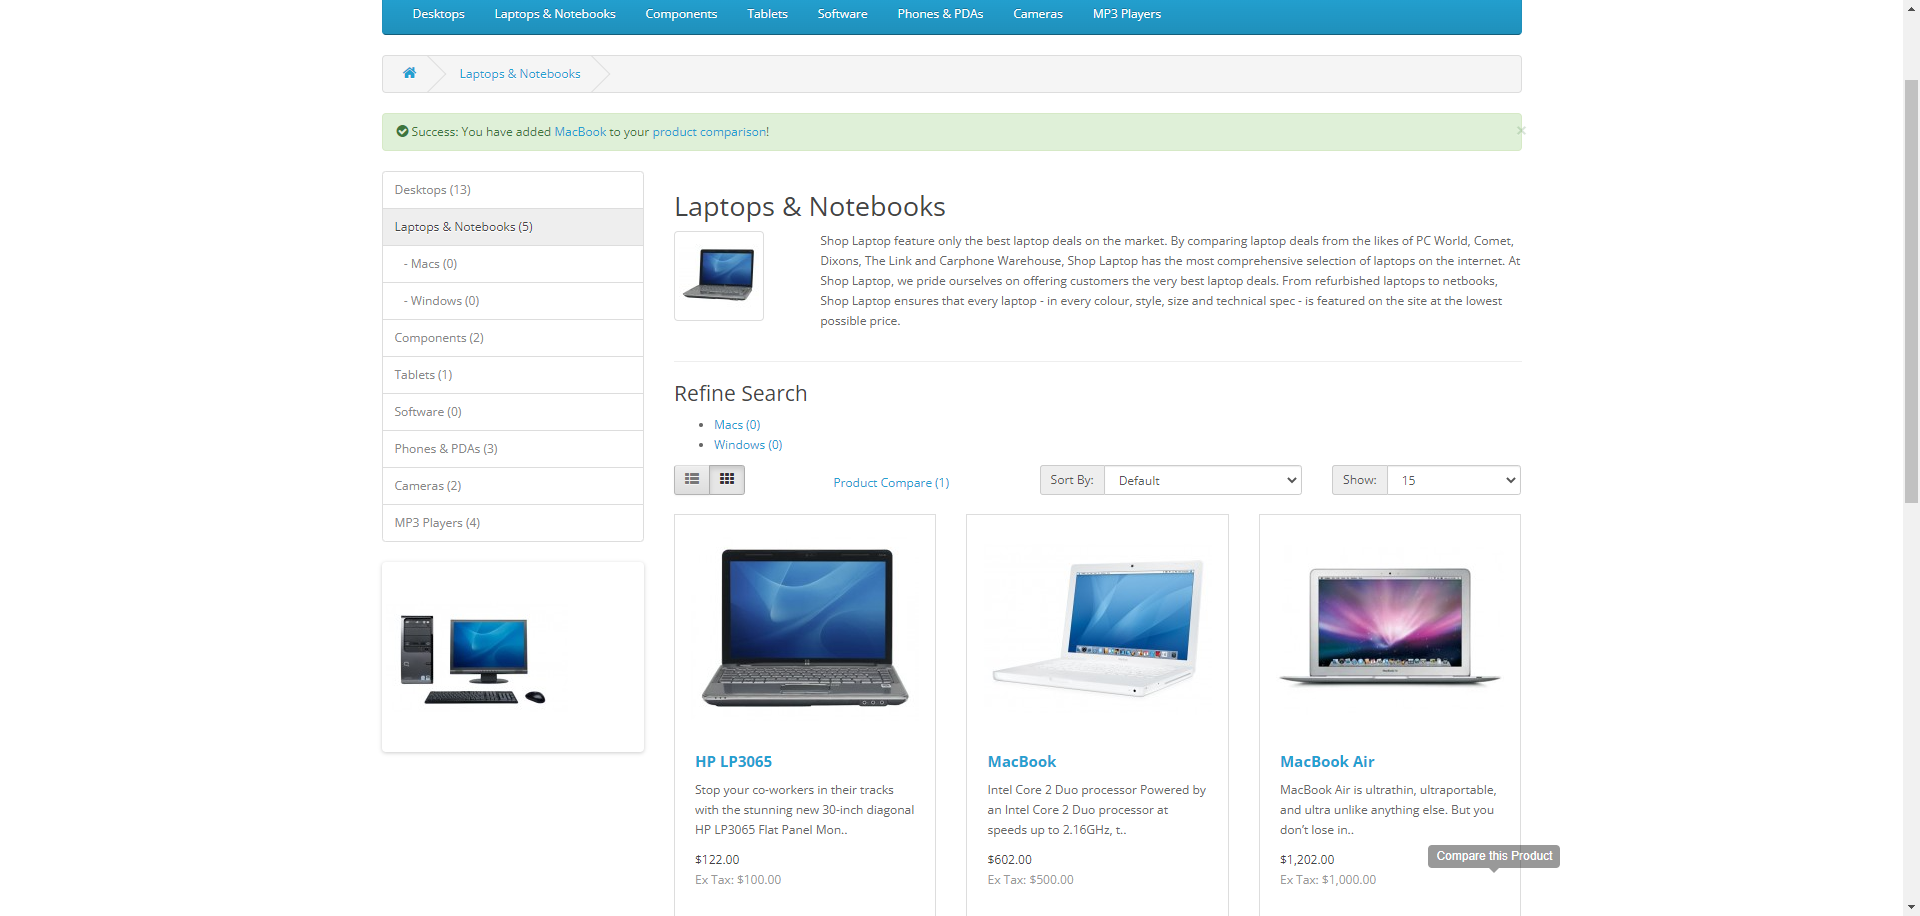 Desktops Laptops & Notebooks Components Tablets Software Phones & PDAs Cameras MP3 Players
Laptops & Notebooks
Success: You have added MacBook to your product comparison!
×
Desktops (13)
Laptops & Notebooks (5)
- Macs (0)
- Windows (0)
Components (2)
Tablets (1)
Software (0)
Phones & PDAs (3)
Cameras (2)
MP3 Players (4)
Laptops & Notebooks
Shop Laptop feature only the best laptop deals on the market. By comparing laptop deals from the likes of PC World, Comet,
Dixons, The Link and Carphone Warehouse, Shop Laptop has the most comprehensive selection of laptops on the internet. At
Shop Laptop, we pride ourselves on offering customers the very best laptop deals. From refurbished laptops to netbooks,
Shop Laptop ensures that every laptop - in every colour, style, size and technical spec - is featured on the site at the lowest
possible price.
Refine Search
Macs (0)
Windows (0)
Product Compare (1)
Sort By: Default
Show: 15
HP LP3065
Stop your co-workers in their tracks
with the stunning new 30-inch diagonal
HP LP3065 Flat Panel Mon..
$122.00
Ex Tax: $100.00
MacBook
Intel Core 2 Duo processor Powered by
an Intel Core 2 Duo processor at
speeds up to 2.16GHz, t..
$602.00
Ex Tax: $500.00
MacBook Air
MacBook Air is ultrathin, ultraportable,
and ultra unlike anything else. But you
don't lose in..
$1,202.00
Ex Tax: $1,000.00
Compare this Product